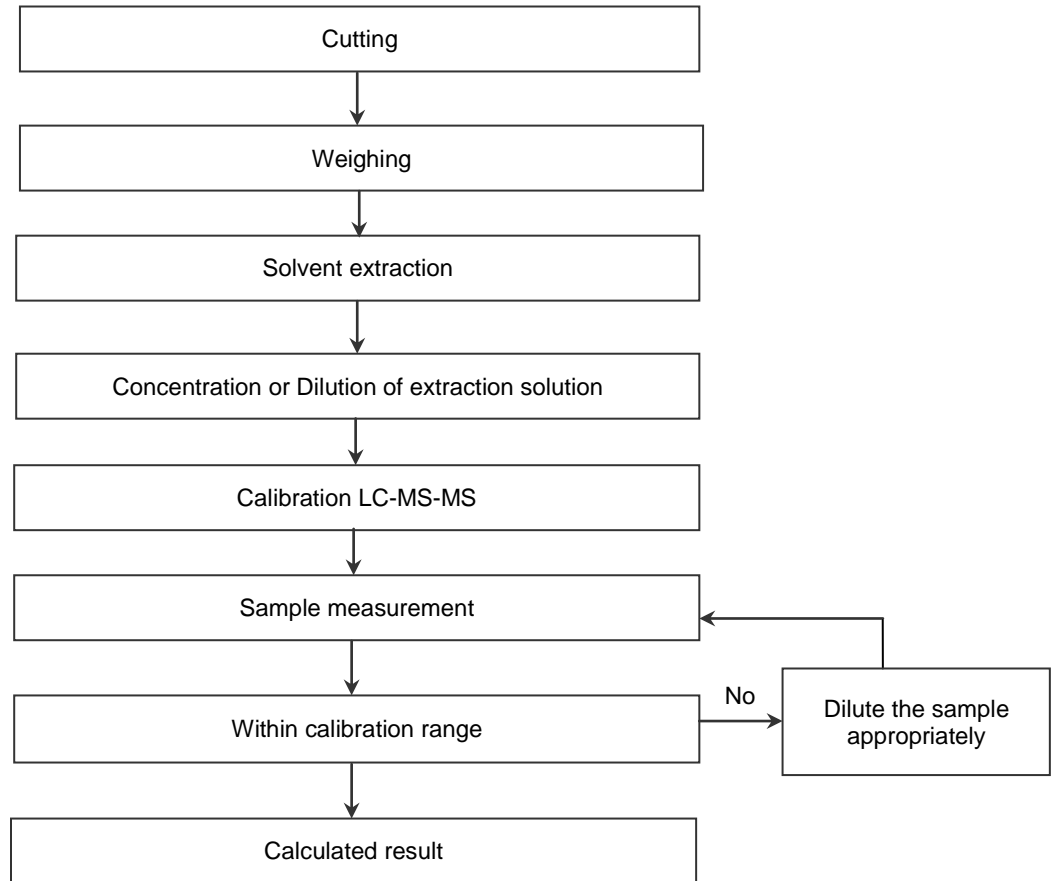 Cutting
Weighing
Solvent extraction
Concentration or Dilution of extraction solution
Calibration LC-MS-MS
Sample measurement
Within calibration range
No
Dilute the sample
appropriately
Calculated result